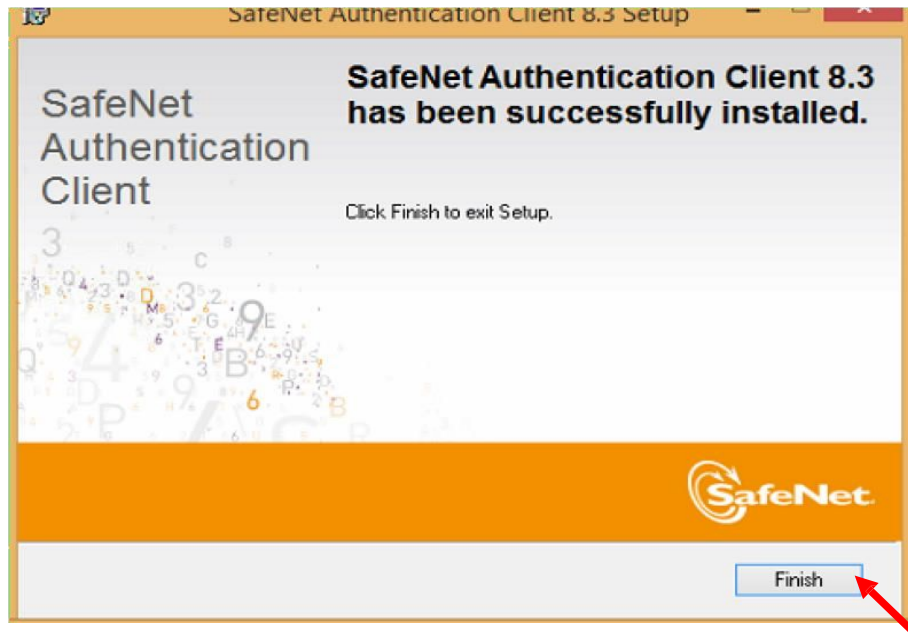 SafeNet Authentication Client 8.3 Setup
SafeNet
Authentication
Client
SafeNet Authentication Client 8.3
has been successfully installed.
Click Finish to exit Setup.
SafeNet.
Finish